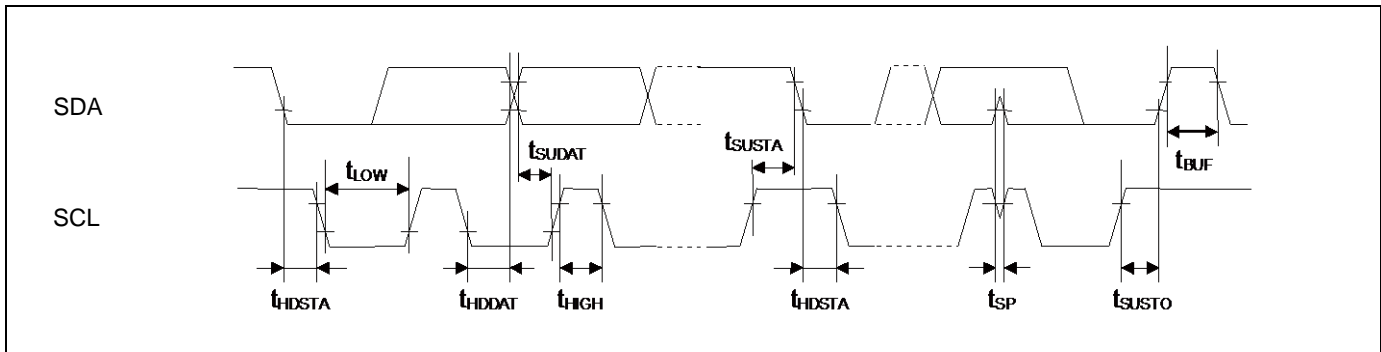 SDA
tSUDAT
tSUSTA
tBUF
tLOW
SCL
tHDSTA
tHDDAT
tHIGH
tHDSTA
tSP
tSUSTO